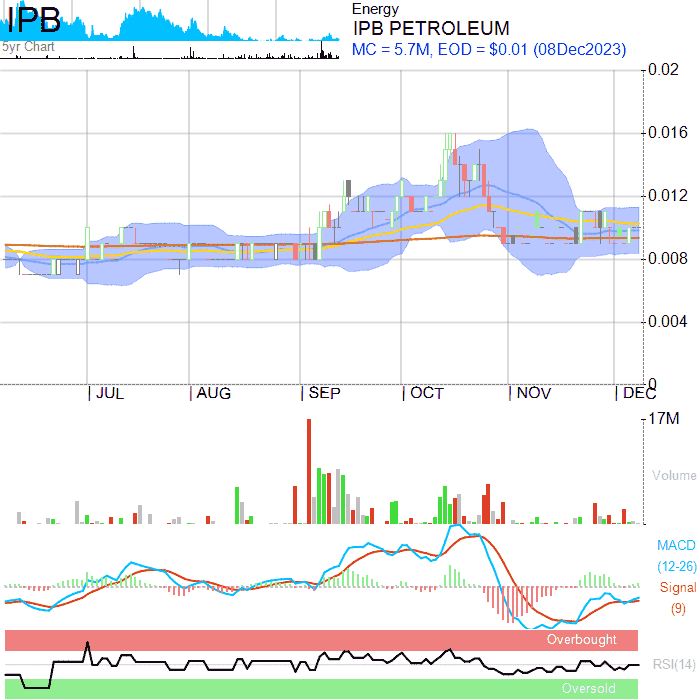 IPB
5yr Chart
Energy
IPB PETROLEUM
MC = 5.7M, EOD = $0.01 (08Dec2023)
0.02
0.016
0.012
0.008
0.004
0
JUL AUG SEP OCT NOV DEC
17M
Volume
MACD
(12-26)
Signal
(9)
Overbought
RSI(14)
Oversold